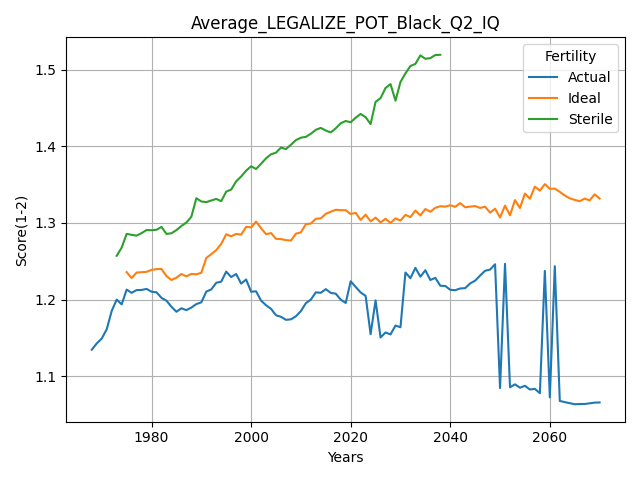 Average_LEGALIZE_POT_Black_Q2_IQ
Fertility
Actual
Ideal
Sterile
Score(1-2)
1.5
1.4
1.3
1.2
1.1
1980
2000
2020
2040
2060
Years